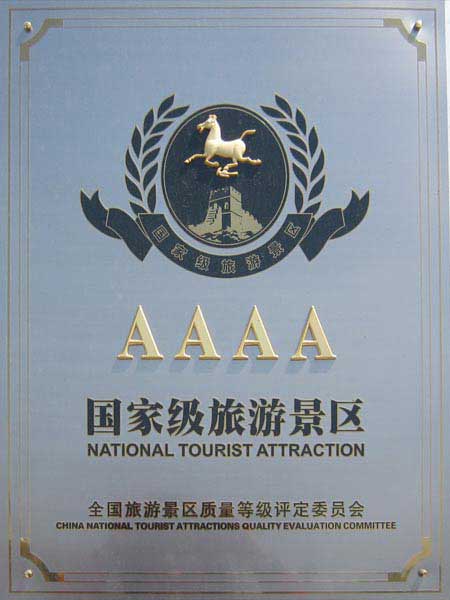 国家级旅游景区
AAAA
国家级旅游景区
NATIONAL TOURIST ATTRACTION
全国旅游景区质量等级评定委员会
CHINA NATIONAL TOURIST ATTRACTIONS QUALITY EVALUATION COMMITTEE